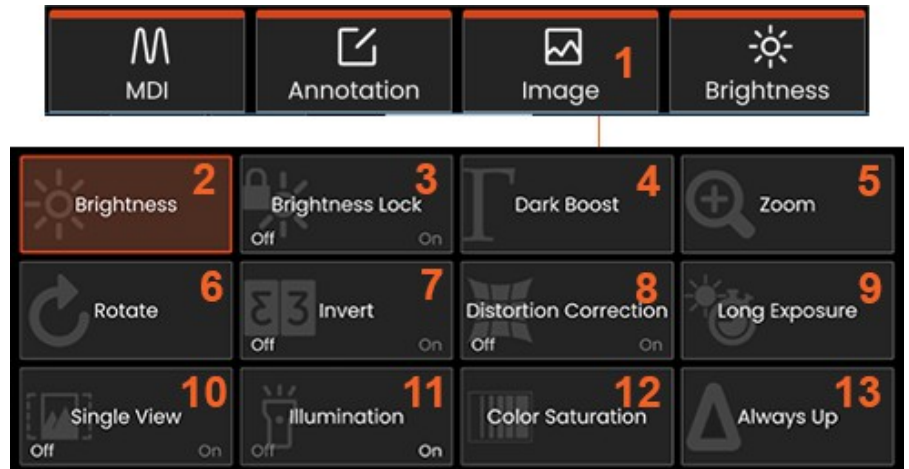 MDI Annotation Image 1 Brightness
Brightness 2 Brightness Lock 3 Off On Dark Boost 4 Zoom 5
Rotate 6 Invert 7 Off On Distortion Correction 8 Off On Long Exposure 9
Single View 10 Off On Illumination 11 Off On Color Saturation 12 Always Up 13